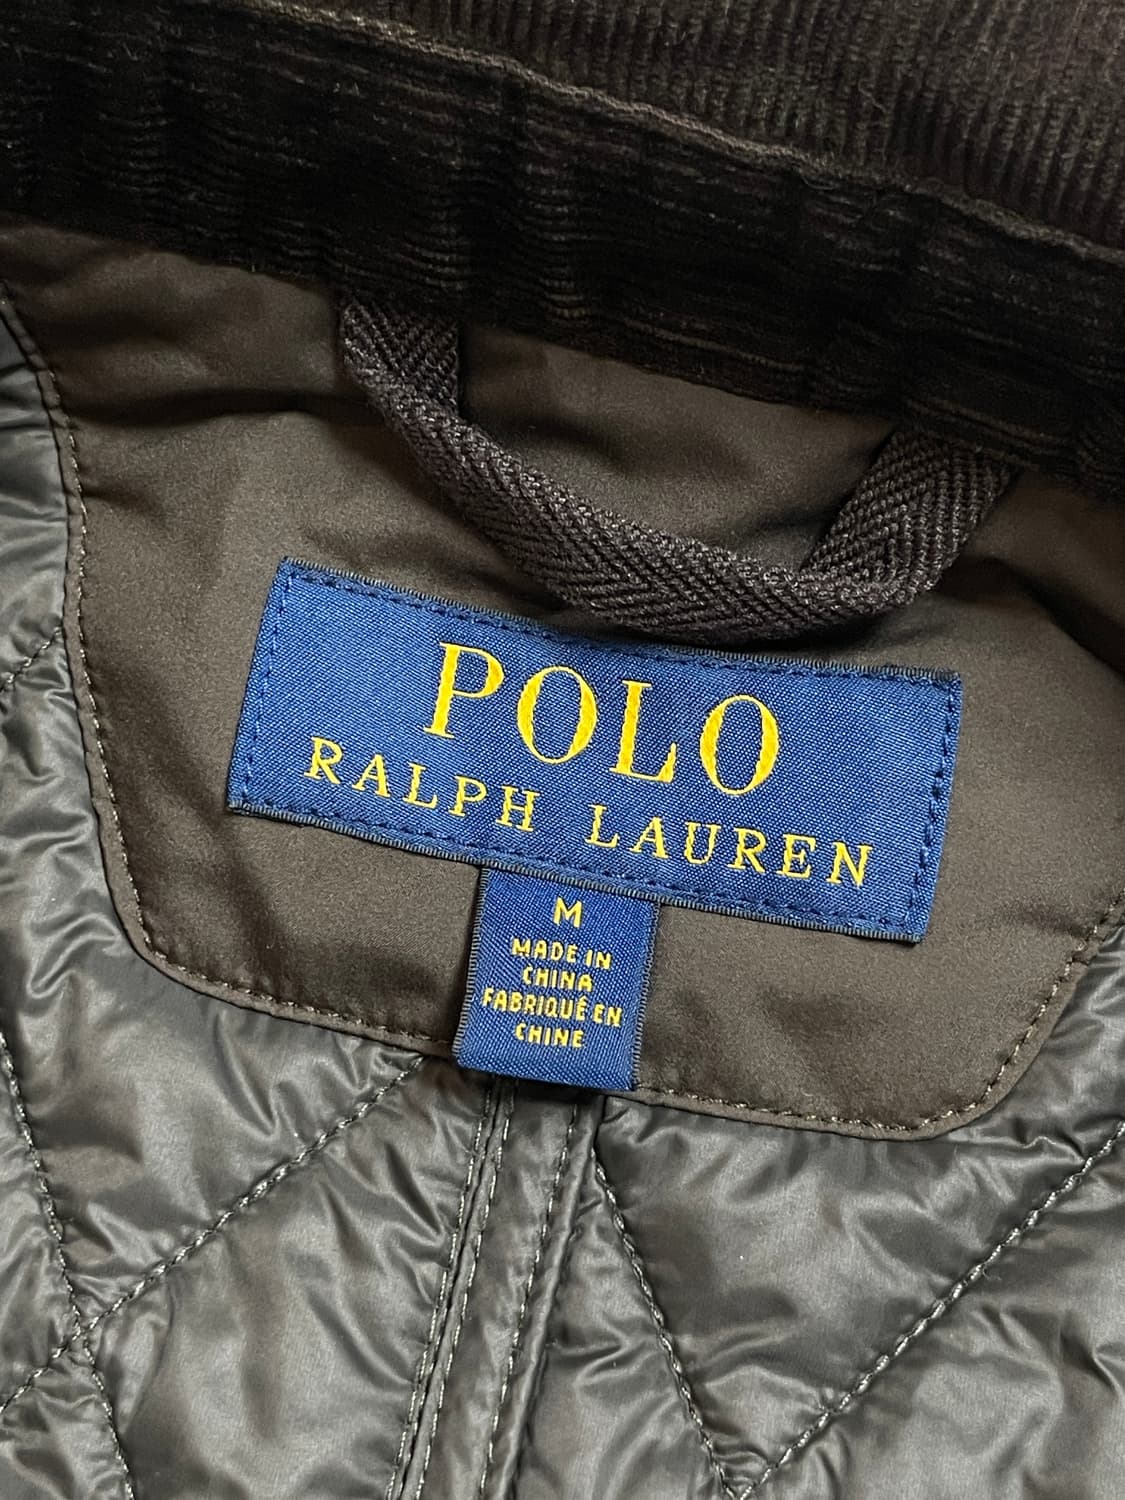 POLO
RALPH LAUREN
M
MADE IN
CHINA
FABRIQUÉ EN
CHINE